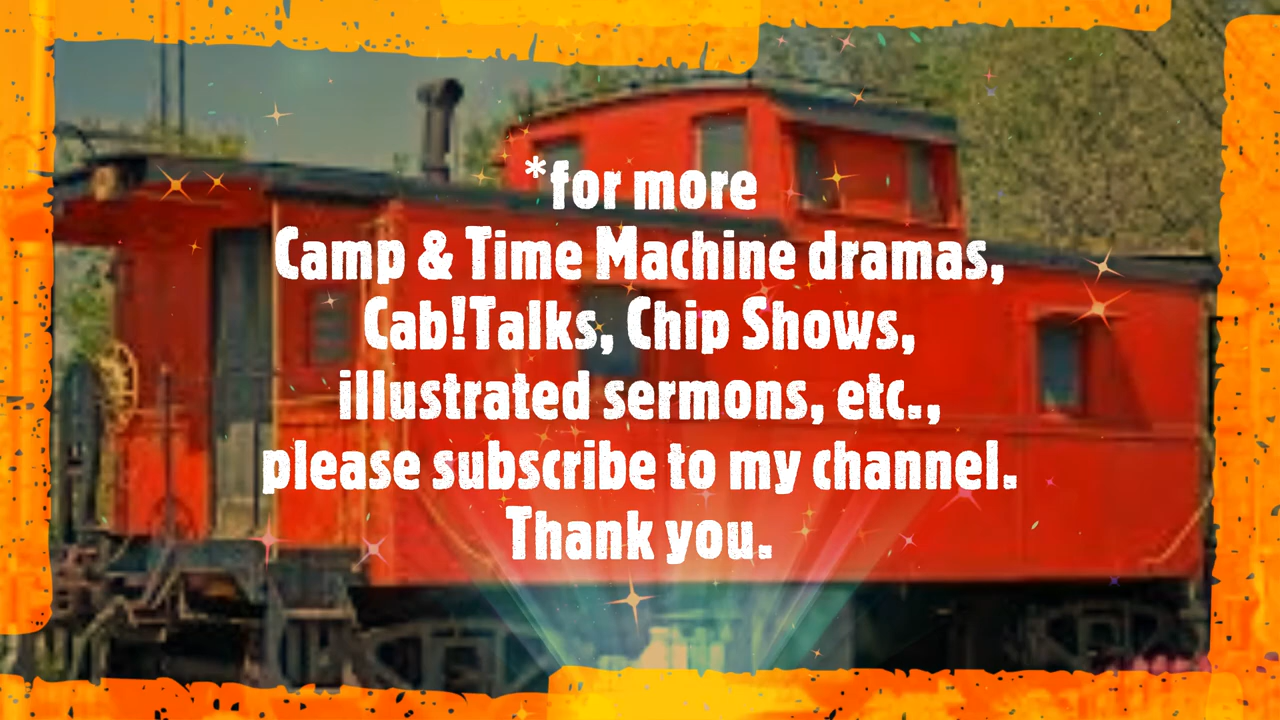 *for more
Camp & Time Machine dramas,
Cab!Talks, Chip Shows,
illustrated sermons, etc.,
please subscribe to my channel.
Thank you.